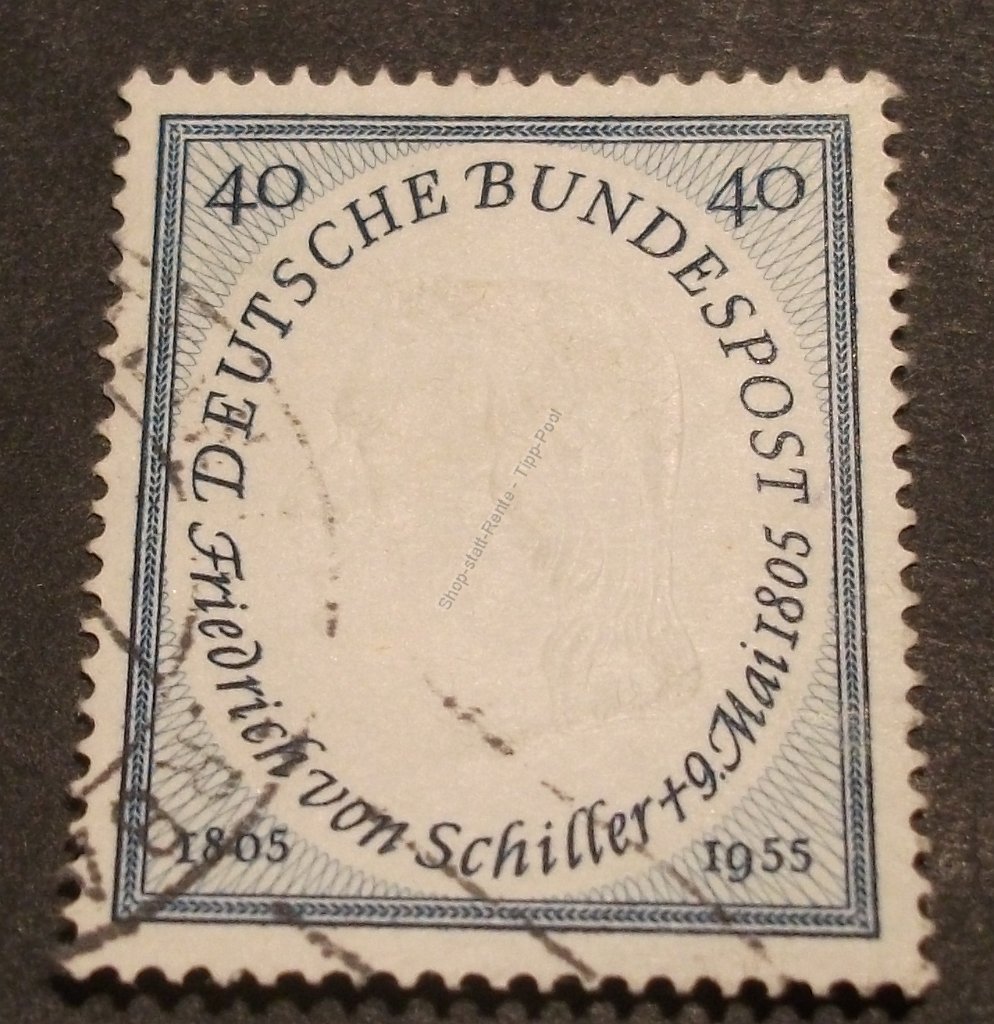 40
40
DEUTSCHE BUNDESPOST
Friedrich von Schiller + 9. Mai 1805
Shop-statt-Rente - Tipp-Pool
1805
1955